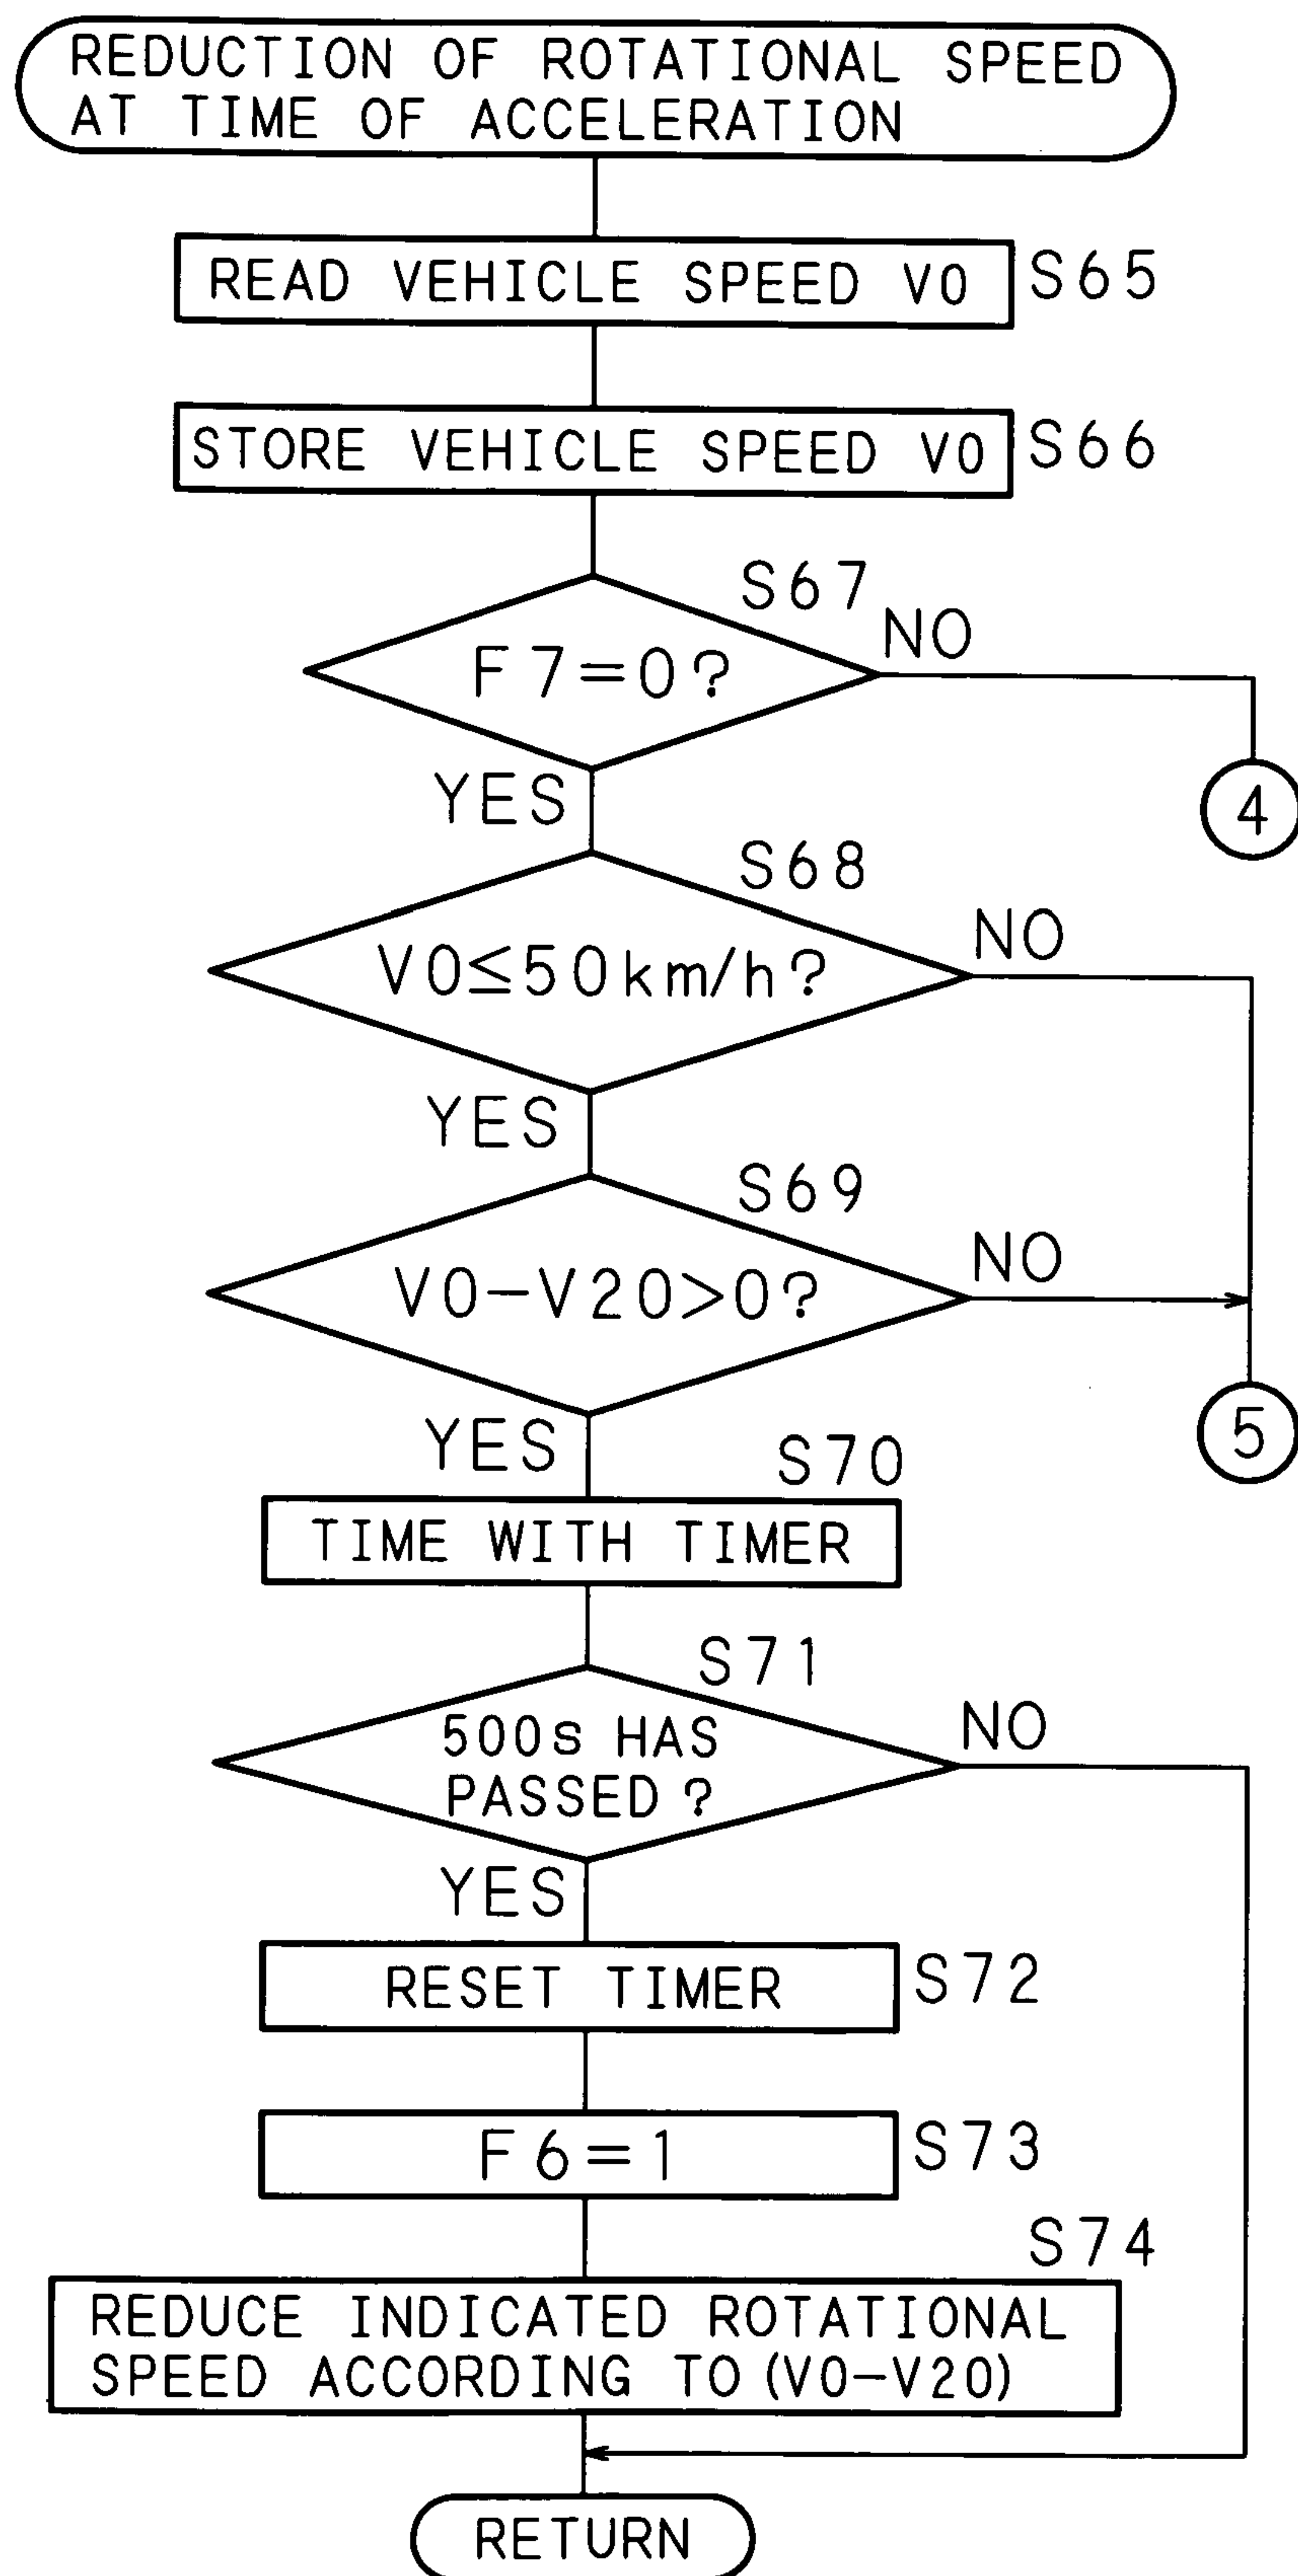 REDUCTION OF ROTATIONAL SPEED
AT TIME OF ACCELERATION
READ VEHICLE SPEED V0 S65
STORE VEHICLE SPEED V0 S66
S67
F7=0? NO
YES
4
S68
V0≤50km/h? NO
YES
S69
V0-V20>0? NO
YES
5
S70
TIME WITH TIMER
S71
500s HAS NO
PASSED?
YES
RESET TIMER S72
F6=1 S73
S74
REDUCE INDICATED ROTATIONAL
SPEED ACCORDING TO (V0-V20)
RETURN